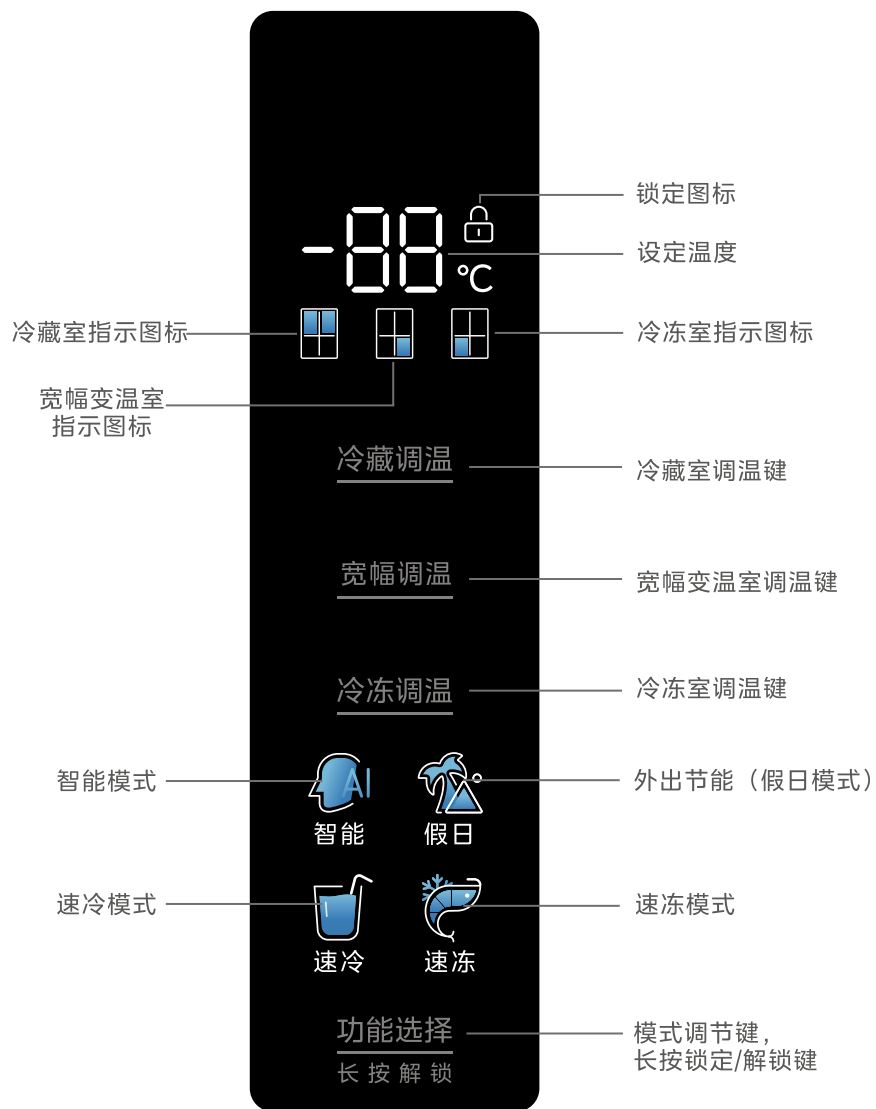 锁定图标
-88
℃
设定温度
冷藏室指示图标
冷冻室指示图标
宽幅变温室
指示图标
冷藏调温
冷藏室调温键
宽幅调温
宽幅变温室调温键
冷冻调温
冷冻室调温键
智能模式
AI
外出节能（假日模式）
智能
假日
速冷模式
速冻模式
速冷
速冻
功能选择
长按解锁
模式调节键，
长按锁定/解锁键